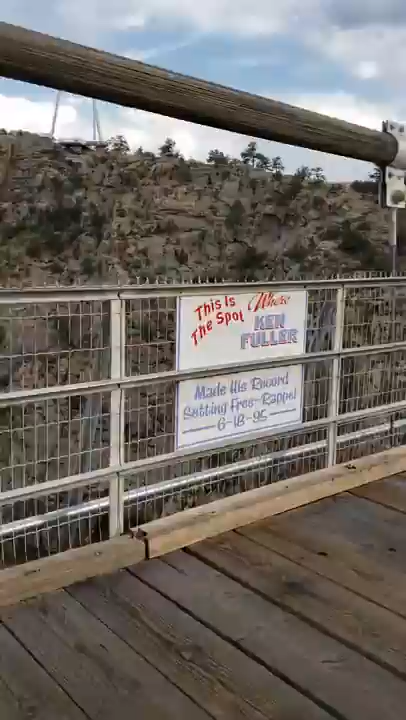 This Is Where
The Spot KEN
FULLER
Made His Record
Setting Free-Rappel
6-18-95